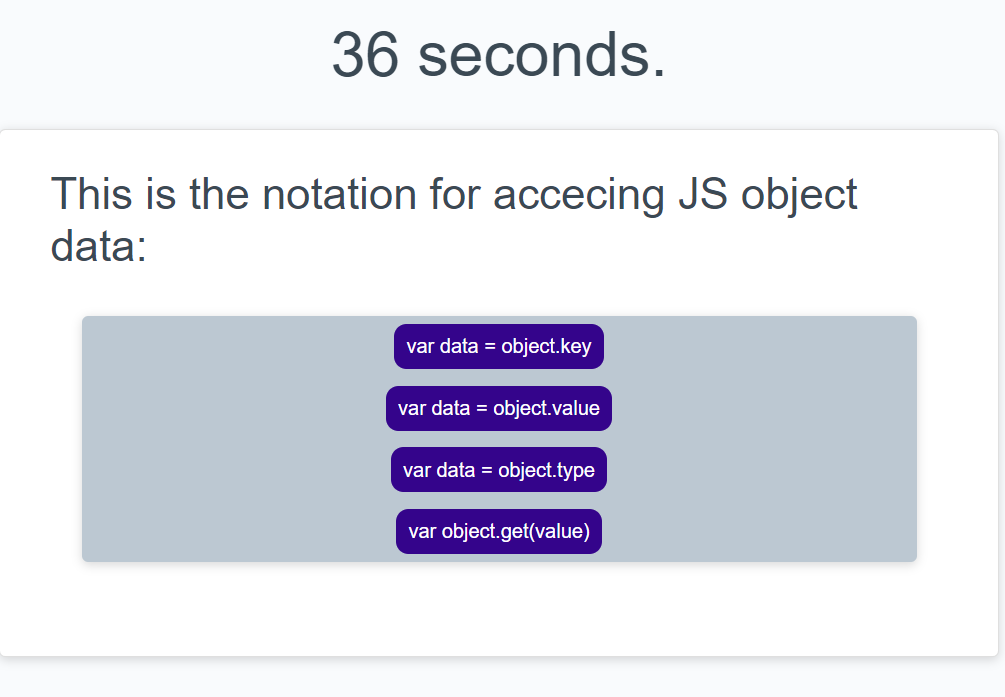 36 seconds.
This is the notation for accecing JS object
data:
var data = object.key
var data = object.value
var data = object.type
var object.get(value)